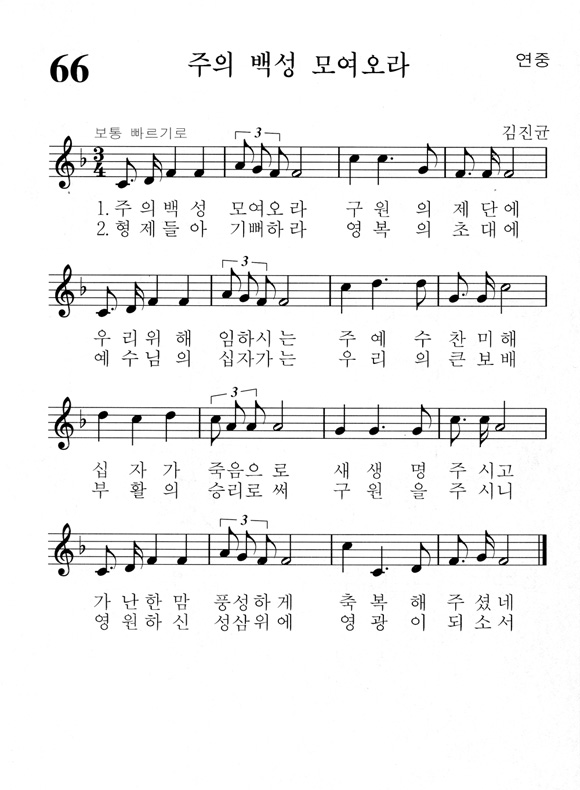 66 주의 백성 모여오라 연중
보통 빠르기로 김진균
3 4 3
1. 주 의 백 성 모여오라 구 원 의 제 단 에
2. 형 제 들 아 기뻐하라 영 복 의 초 대 에
3
우 리 위 해 임하시는 주 예 수 찬 미 해
예 수 님 의 십자가는 우 리 의 큰 보 배
3
십 자 가 죽음으로 새 생 명 주 시 고
부 활 의 승리로써 구 원 을 주 시 니
3
가 난 한 맘 풍성하게 축 복 해 주 셨 네
영 원 하 신 성삼위에 영 광 이 되 소 서